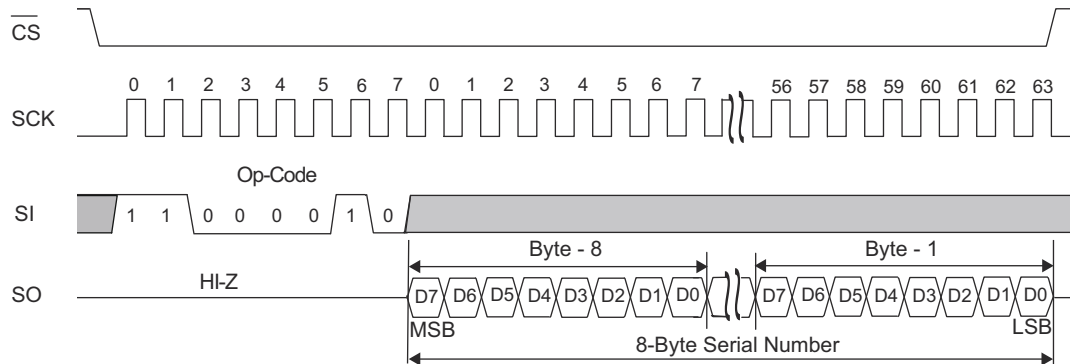 CS
0 1 2 3 4 5 6 7 0 1 2 3 4 5 6 7 56 57 58 59 60 61 62 63
SCK
Op-Code
SI 1 1 0 0 0 0 1 0
Byte - 8 Byte - 1
HI-Z
SO D7 D6 D5 D4 D3 D2 D1 D0 D7 D6 D5 D4 D3 D2 D1 D0
MSB LSB
8-Byte Serial Number